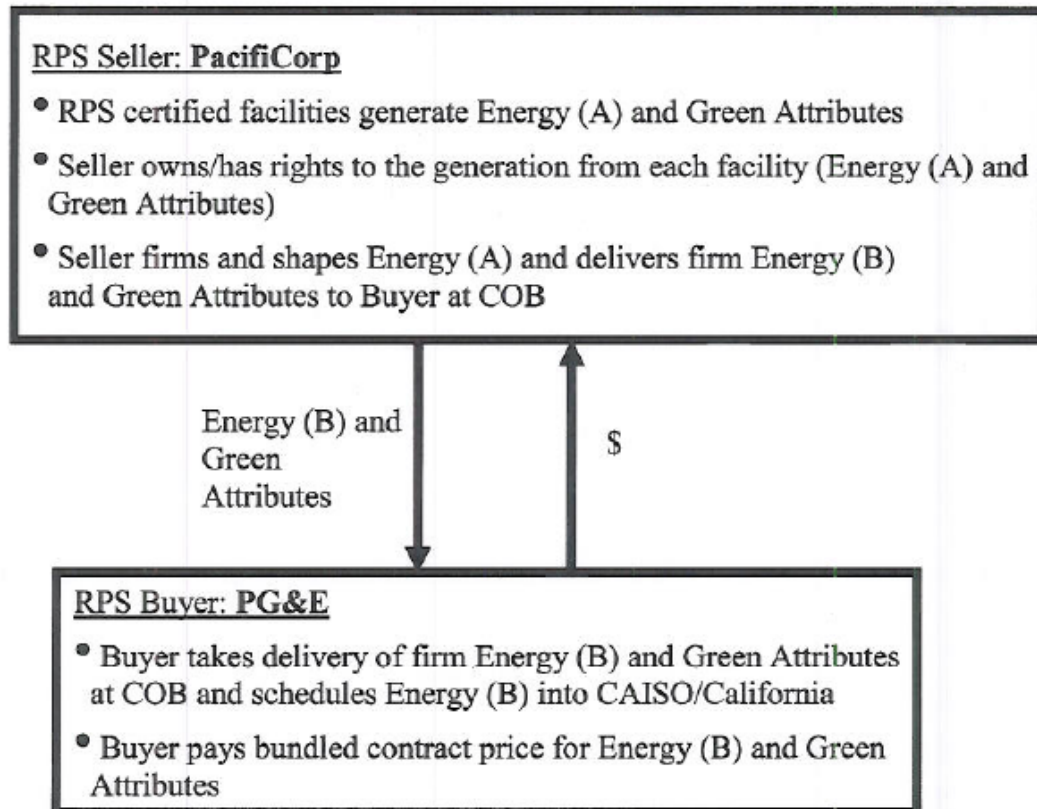 RPS Seller: PacifiCorp
• RPS certified facilities generate Energy (A) and Green Attributes
• Seller owns/has rights to the generation from each facility (Energy (A) and
Green Attributes)
• Seller firms and shapes Energy (A) and delivers firm Energy (B)
and Green Attributes to Buyer at COB
Energy (B) and
Green
Attributes
$
RPS Buyer: PG&E
• Buyer takes delivery of firm Energy (B) and Green Attributes
at COB and schedules Energy (B) into CAISO/California
• Buyer pays bundled contract price for Energy (B) and Green
Attributes